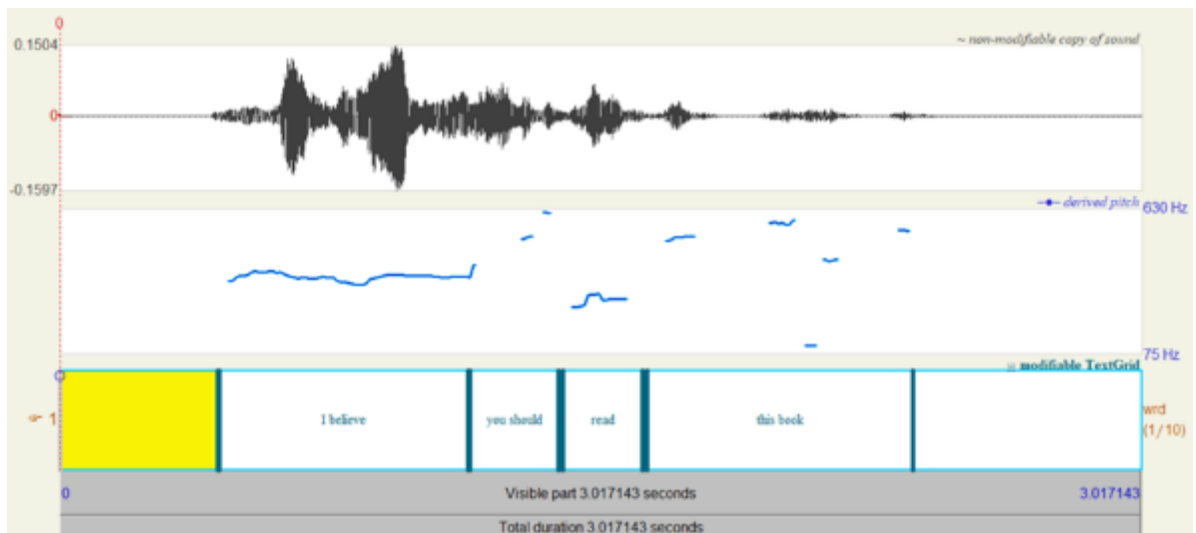 0
0.1504
~ non-modifiable copy of sound
0
-0.1597
derived pitch
630 Hz
75 Hz
modifiable TextGrid
1
I believe
you should
read
this book
wrd
(1/10)
0
Visible part 3.017143 seconds
3.017143
Total duration 3.017143 seconds